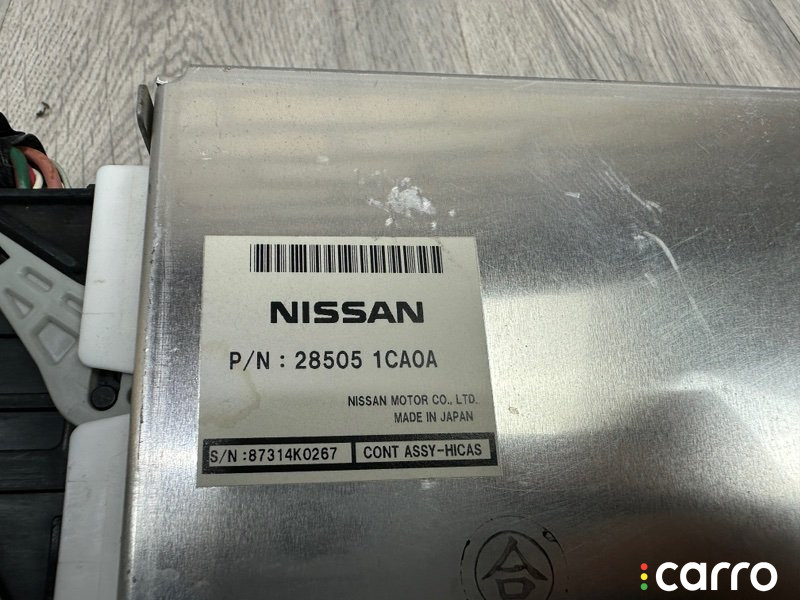 NISSAN
P/N : 28505 1CA0A
NISSAN MOTOR CO., LTD.
MADE IN JAPAN
S/N :87314K0267
CONT ASSY-HICAS
合
carro